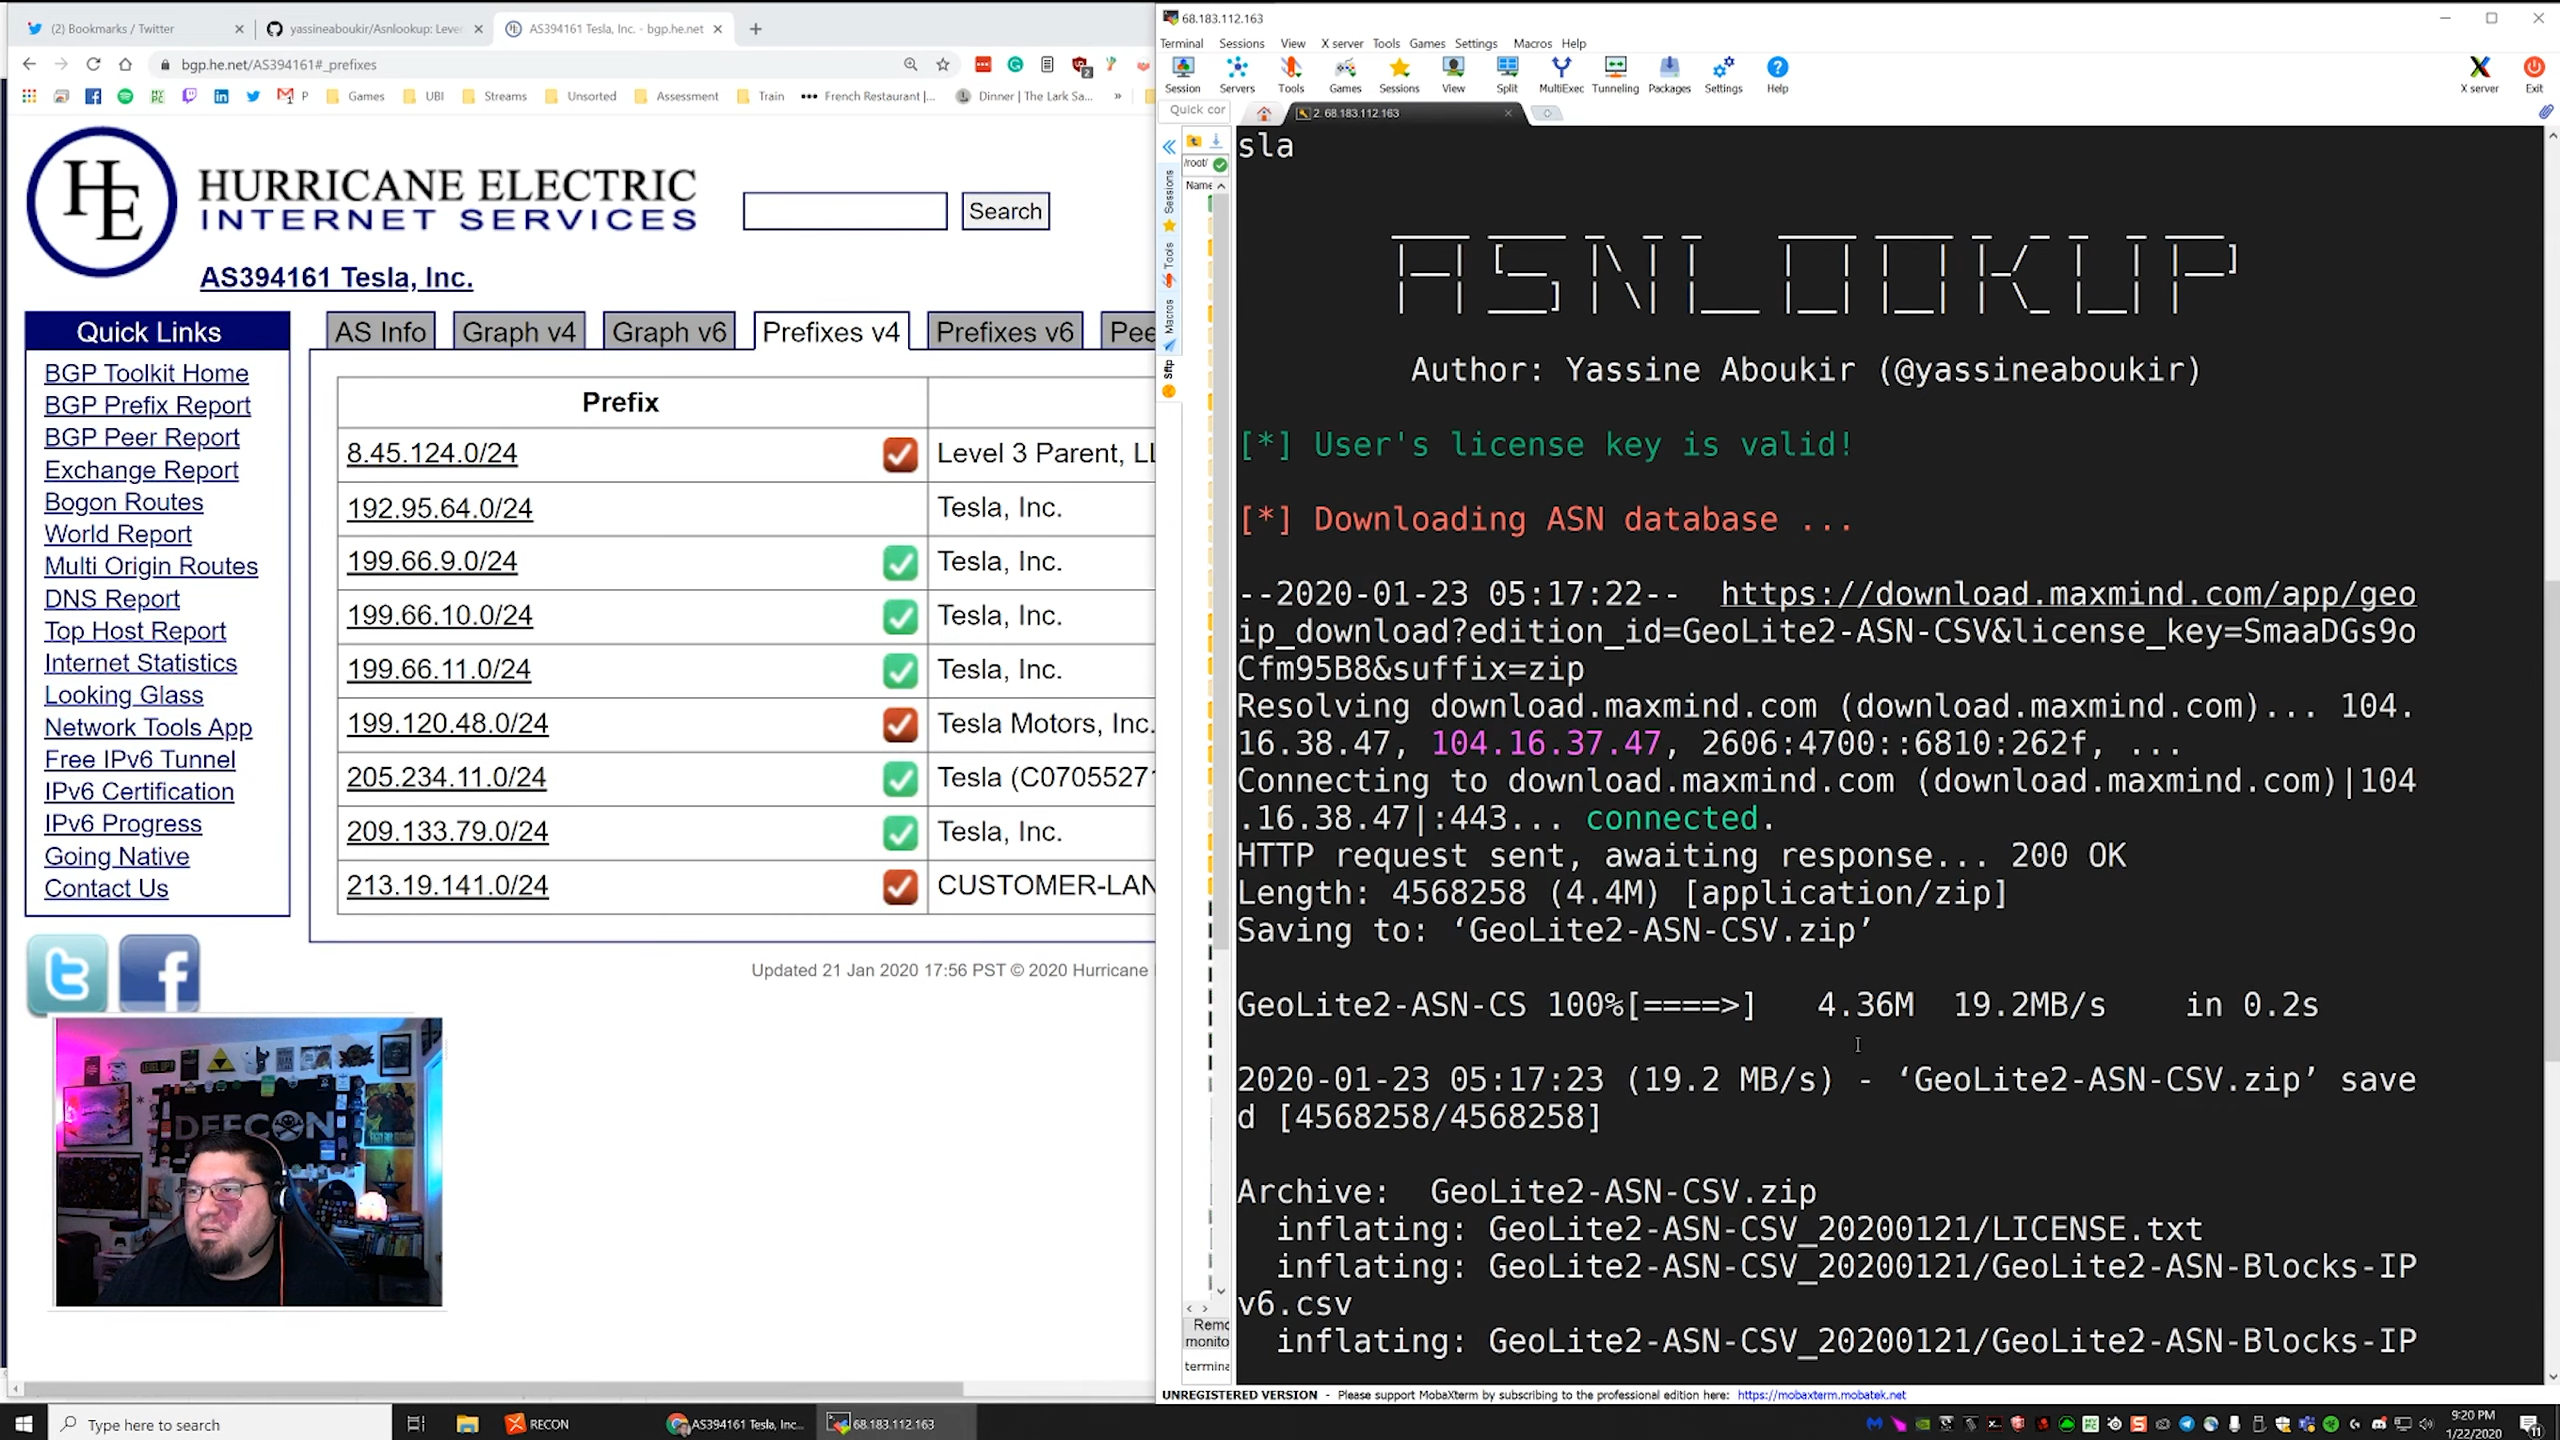 (2) Bookmarks / Twitter
yassineaboukir/Asnlookup: Lever
AS394161 Tesla, Inc. - bgp.he.net
bgp.he.net/AS394161#_prefixes
P
Games
UBI
Streams
Unsorted
Assessment
Train
French Restaurant |...
Dinner | The Lark Sa...
»
HE
HURRICANE ELECTRIC
INTERNET SERVICES
Search
AS394161 Tesla, Inc.
Quick Links
BGP Toolkit Home
BGP Prefix Report
BGP Peer Report
Exchange Report
Bogon Routes
World Report
Multi Origin Routes
DNS Report
Top Host Report
Internet Statistics
Looking Glass
Network Tools App
Free IPv6 Tunnel
IPv6 Certification
IPv6 Progress
Going Native
Contact Us
AS Info
Graph v4
Graph v6
Prefixes v4
Prefixes v6
Pee
Prefix
8.45.124.0/24 Level 3 Parent, LL
192.95.64.0/24 Tesla, Inc.
199.66.9.0/24 Tesla, Inc.
199.66.10.0/24 Tesla, Inc.
199.66.11.0/24 Tesla, Inc.
199.120.48.0/24 Tesla Motors, Inc.
205.234.11.0/24 Tesla (C0705527
209.133.79.0/24 Tesla, Inc.
213.19.141.0/24 CUSTOMER-LAN
Updated 21 Jan 2020 17:56 PST © 2020 Hurricane
DEFCON
68.183.112.163
Terminal Sessions View X server Tools Games Settings Macros Help
Session Servers Tools Games Sessions View Split MultiExec Tunneling Packages Settings Help
X server Exit
Quick cor
2. 68.183.112.163
/root/
Name
Sessions
Tools
Macros
Sftp
Remo
monito
termina
sla
ASNLOOKUP
Author: Yassine Aboukir (@yassineaboukir)
[*] User's license key is valid!
[*] Downloading ASN database ...
--2020-01-23 05:17:22-- https://download.maxmind.com/app/geo
ip_download?edition_id=GeoLite2-ASN-CSV&license_key=SmaaDGs9o
Cfm95B8&suffix=zip
Resolving download.maxmind.com (download.maxmind.com)... 104.
16.38.47, 104.16.37.47, 2606:4700::6810:262f, ...
Connecting to download.maxmind.com (download.maxmind.com)|104
.16.38.47|:443... connected.
HTTP request sent, awaiting response... 200 OK
Length: 4568258 (4.4M) [application/zip]
Saving to: ‘GeoLite2-ASN-CSV.zip’
GeoLite2-ASN-CS 100%[====>] 4.36M 19.2MB/s in 0.2s
2020-01-23 05:17:23 (19.2 MB/s) - ‘GeoLite2-ASN-CSV.zip’ save
d [4568258/4568258]
Archive: GeoLite2-ASN-CSV.zip
inflating: GeoLite2-ASN-CSV_20200121/LICENSE.txt
inflating: GeoLite2-ASN-CSV_20200121/GeoLite2-ASN-Blocks-IP
v6.csv
inflating: GeoLite2-ASN-CSV_20200121/GeoLite2-ASN-Blocks-IP
UNREGISTERED VERSION - Please support MobaXterm by subscribing to the professional edition here: https://mobaxterm.mobatek.net
Type here to search
RECON
AS394161 Tesla, Inc...
68.183.112.163
9:20 PM
1/22/2020